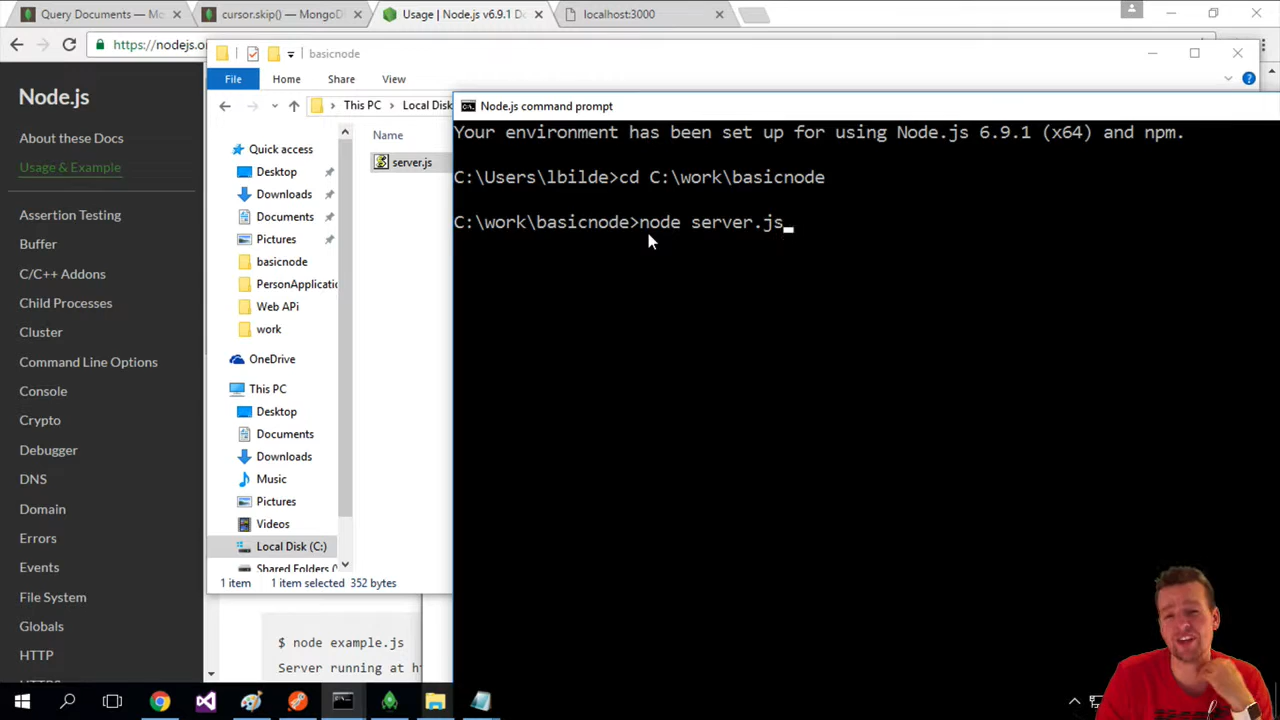 Query Documents — Mo
cursor.skip() — MongoD
Usage | Node.js v6.9.1 Do
localhost:3000
https://nodejs.o
basicnode
File
Home
Share
View
This PC
Local Disk
Node.js command prompt
Node.js
About these Docs
Usage & Example
Assertion Testing
Buffer
C/C++ Addons
Child Processes
Cluster
Command Line Options
Console
Crypto
Debugger
DNS
Domain
Errors
Events
File System
Globals
HTTP
Quick access
Desktop
Downloads
Documents
Pictures
basicnode
PersonApplicatio
Web APi
work
OneDrive
This PC
Desktop
Documents
Downloads
Music
Pictures
Videos
Local Disk (C:)
Shared Folders (
Name
server.js
1 item
1 item selected 352 bytes
Your environment has been set up for using Node.js 6.9.1 (x64) and npm.
C:\Users\lbilde>cd C:\work\basicnode
C:\work\basicnode>node server.js
$ node example.js
Server running at h